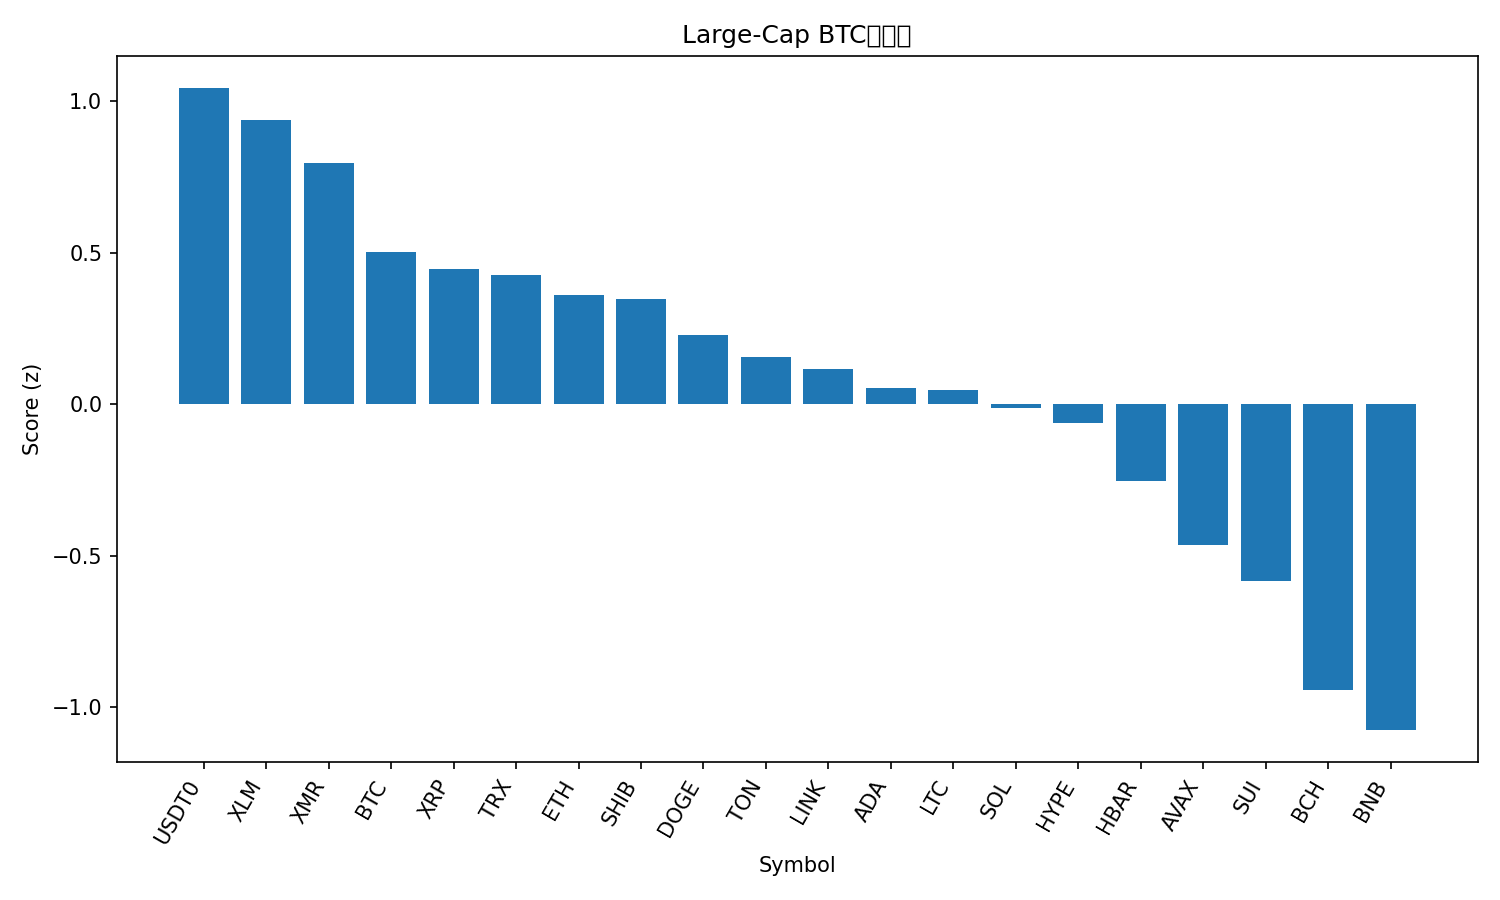 Large-Cap BTC
1.0
0.5
0.0
−0.5
−1.0
Score (z)
USDT0
XLM
XMR
BTC
XRP
TRX
ETH
SHIB
DOGE
TON
LINK
ADA
LTC
SOL
HYPE
HBAR
AVAX
SUI
BCH
BNB
Symbol